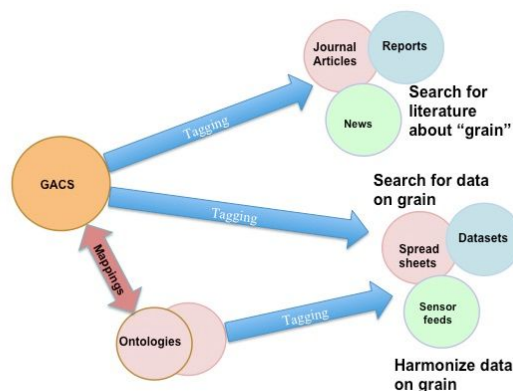 Journal
Articles
Reports
News
Search for
literature
about “grain”
Tagging
GACS
Tagging
Search for data
on grain
Spread
sheets
Datasets
Sensor
feeds
Mappings
Ontologies
Tagging
Harmonize data
on grain